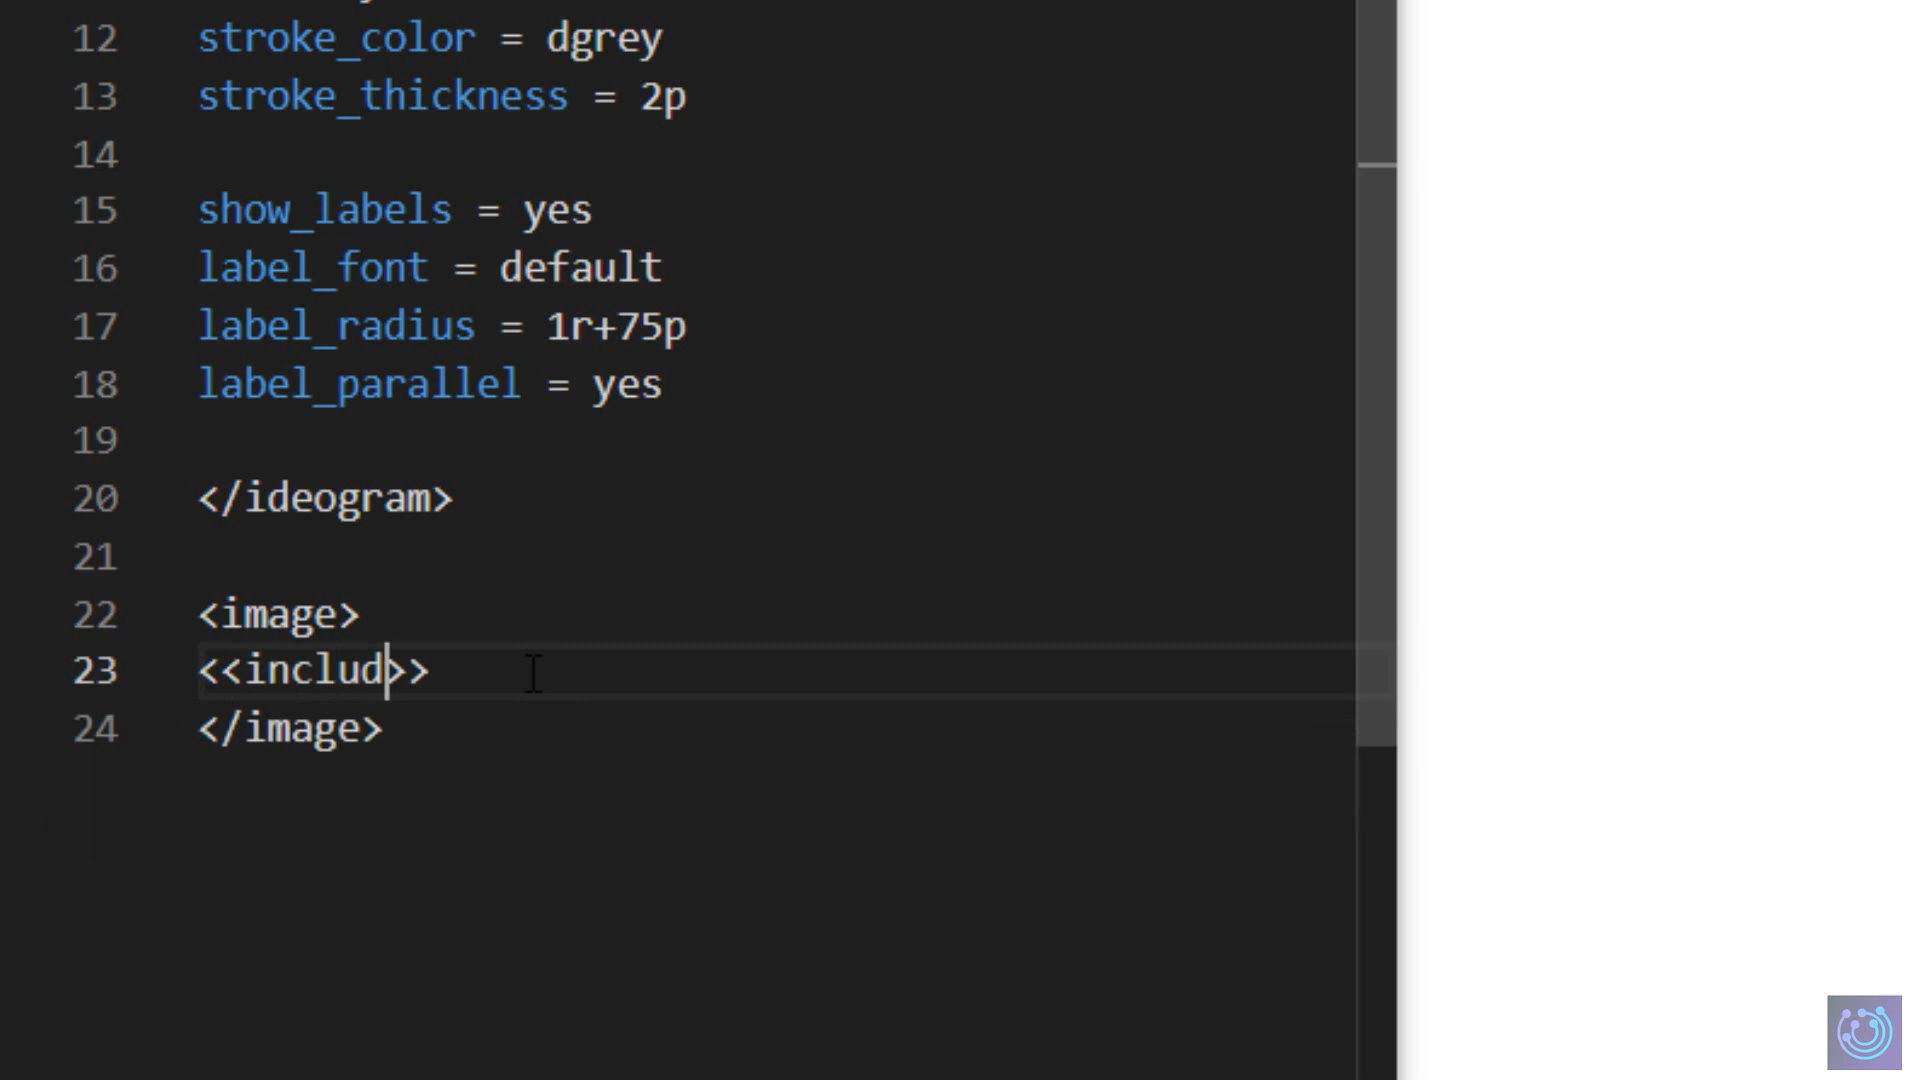 12 stroke_color = dgrey
13 stroke_thickness = 2p
14
15 show_labels = yes
16 label_font = default
17 label_radius = 1r+75p
18 label_parallel = yes
19
20 </ideogram>
21
22 <image>
23 <<includ>>
24 </image>